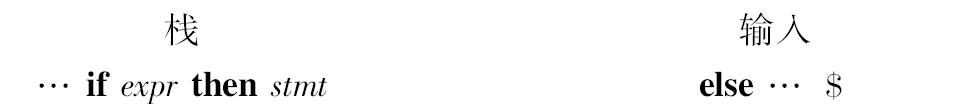 栈 输入
⋯ if expr then stmt else ⋯ $